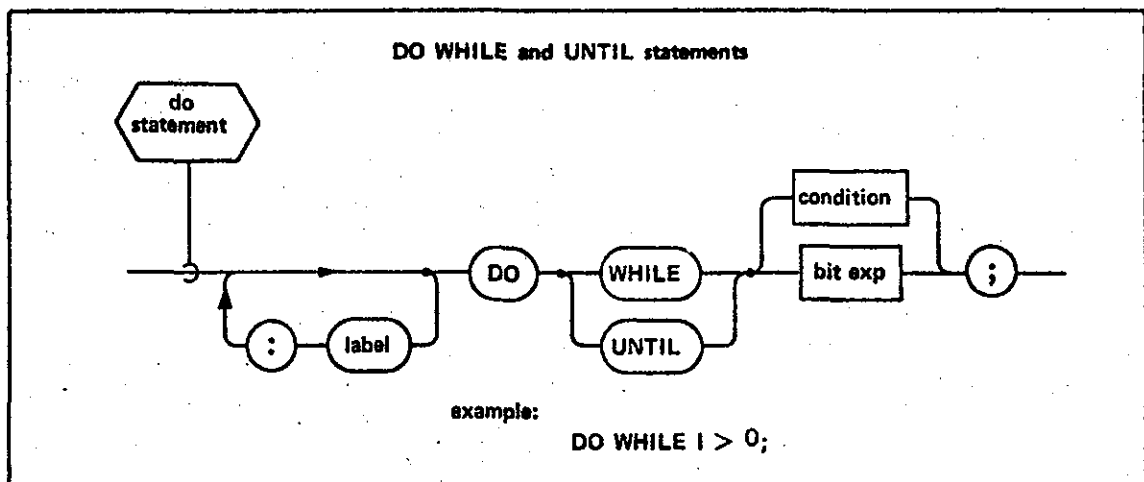 DO WHILE and UNTIL statements
do
statement
condition
DO
WHILE
bit exp
;
:
label
UNTIL
example:
DO WHILE I > 0;